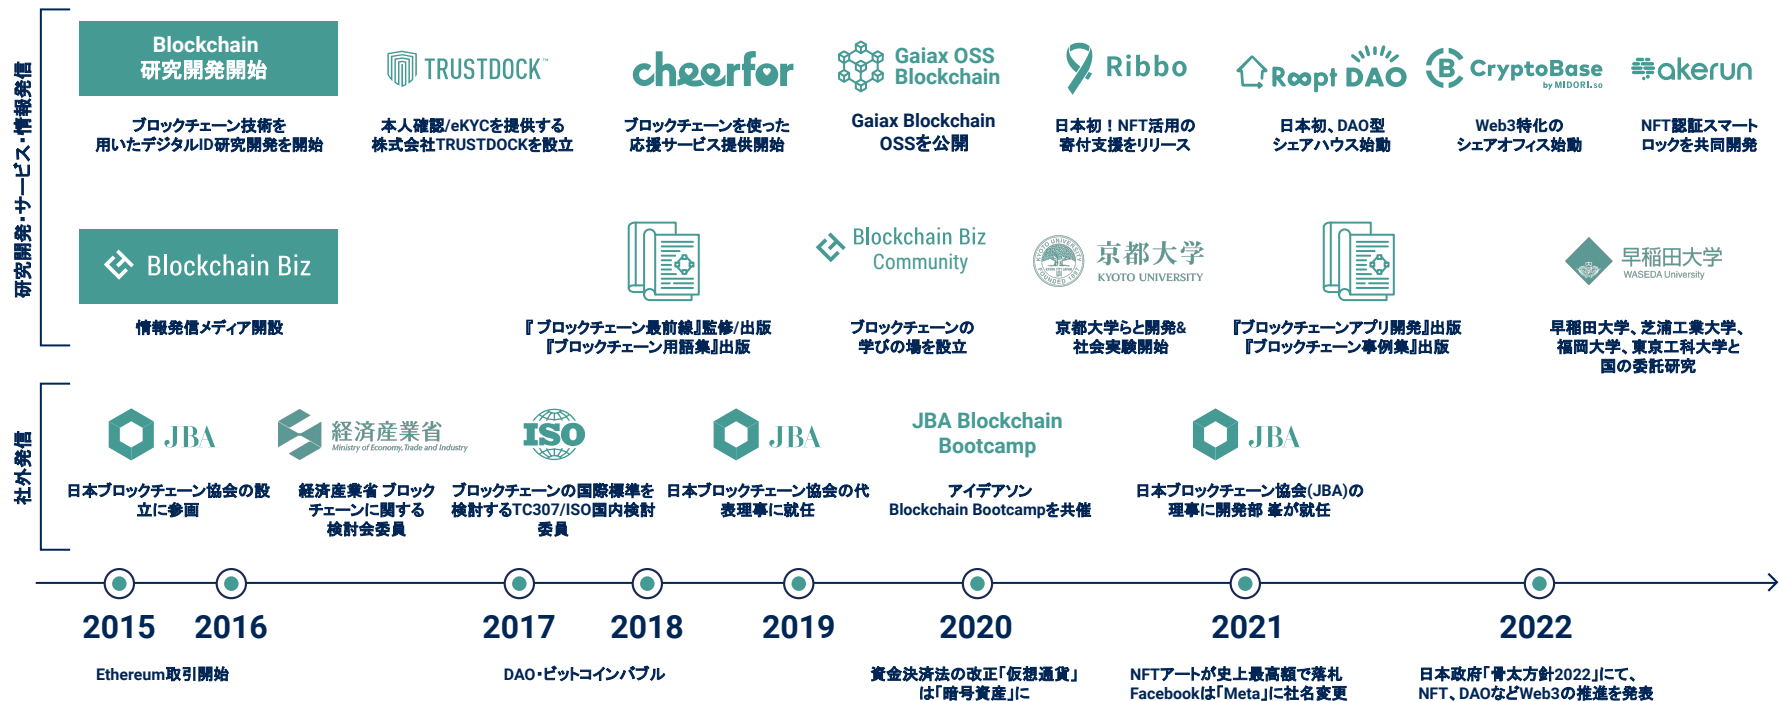 研究開発・サービス・情報発信
Blockchain
研究開発開始
ブロックチェーン技術を
用いたデジタルID研究開発を開始
TRUSTDOCK™
本人確認/eKYCを提供する
株式会社TRUSTDOCKを設立
cheerfor
ブロックチェーンを使った
応援サービス提供開始
Gaiax OSS
Blockchain
Gaiax Blockchain
OSSを公開
Ribbo
日本初！NFT活用の
寄付支援をリリース
Roopt DAO
日本初、DAO型
シェアハウス始動
B CryptoBase
by MIDORI.so
Web3特化の
シェアオフィス始動
akerun
NFT認証スマート
ロックを共同開発
Blockchain Biz
情報発信メディア開設
『ブロックチェーン最前線』監修/出版
『ブロックチェーン用語集』出版
Blockchain Biz
Community
ブロックチェーンの
学びの場を設立
KYOTO UNIVERSITY
FOUNDED 1897
京都大学
KYOTO UNIVERSITY
京都大学らと開発&
社会実験開始
『ブロックチェーンアプリ開発』出版
『ブロックチェーン事例集』出版
早稲田大学
WASEDA University
早稲田大学、芝浦工業大学、
福岡大学、東京工科大学と
国の委託研究
社外発信
JBA
日本ブロックチェーン協会の設
立に参画
経済産業省
Ministry of Economy, Trade and Industry
経済産業省 ブロック
チェーンに関する
検討会委員
ISO
ブロックチェーンの国際標準を
検討するTC307/ISO国内検討
委員
JBA
日本ブロックチェーン協会の代
表理事に就任
JBA Blockchain
Bootcamp
アイデアソン
Blockchain Bootcampを共催
JBA
日本ブロックチェーン協会(JBA)の
理事に開発部 峯が就任
2015
2016
2017
2018
2019
2020
2021
2022
Ethereum取引開始
DAO・ビットコインバブル
資金決済法の改正「仮想通貨」
は「暗号資産」に
NFTアートが史上最高額で落札
Facebookは「Meta」に社名変更
日本政府「骨太方針2022」にて、
NFT、DAOなどWeb3の推進を発表